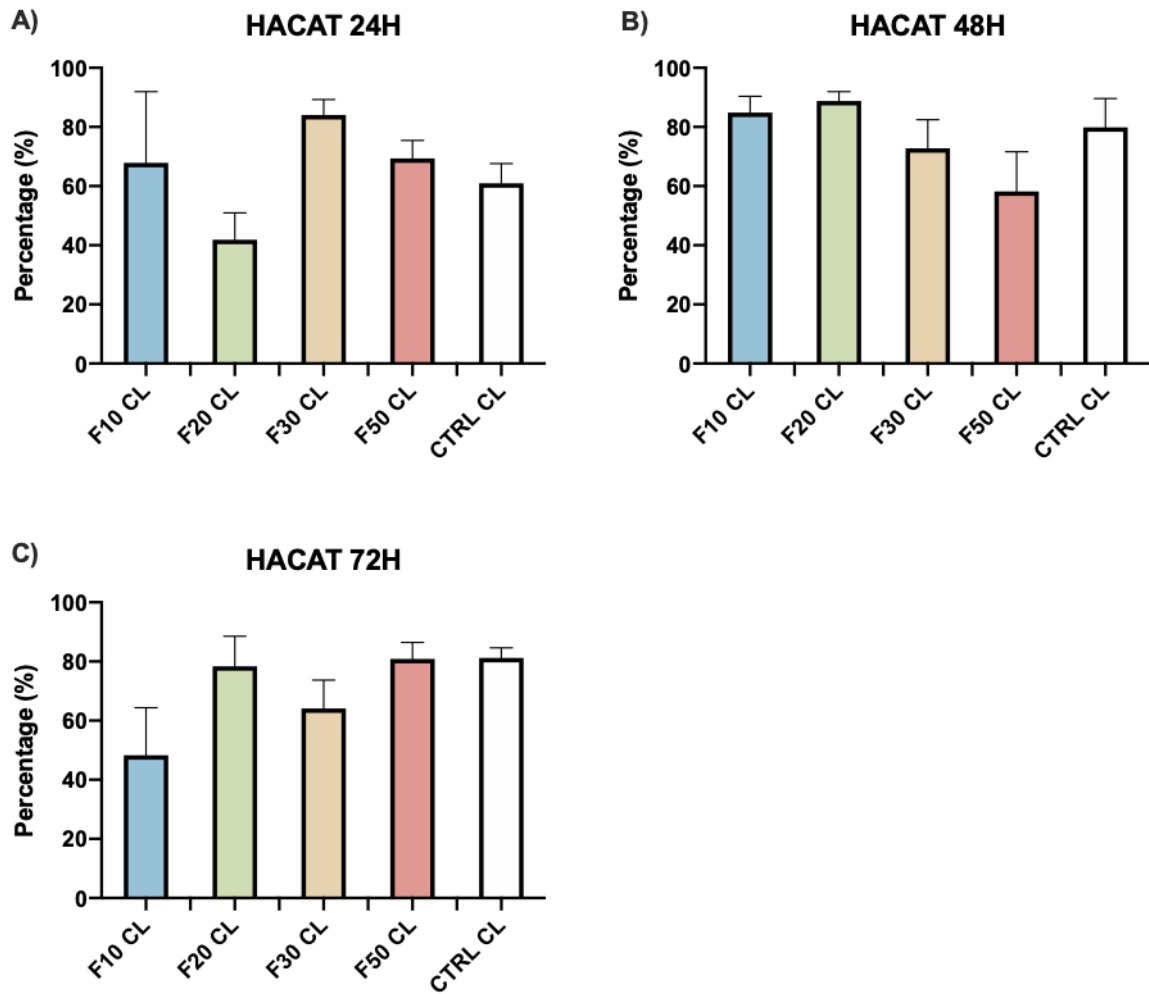 A)
HACAT 24H
Percentage (%)
100
80
60
40
20
0
F10 CL
F20 CL
F30 CL
F50 CL
CTRL CL
B)
HACAT 48H
Percentage (%)
100
80
60
40
20
0
F10 CL
F20 CL
F30 CL
F50 CL
CTRL CL
C)
HACAT 72H
Percentage (%)
100
80
60
40
20
0
F10 CL
F20 CL
F30 CL
F50 CL
CTRL CL